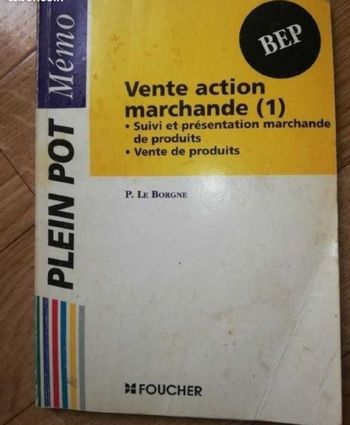 BEP
Mémo
PLEIN POT
Vente action
marchande (1)
• Suivi et présentation marchande
de produits
• Vente de produits
P. LE BORGNE
FOUCHER